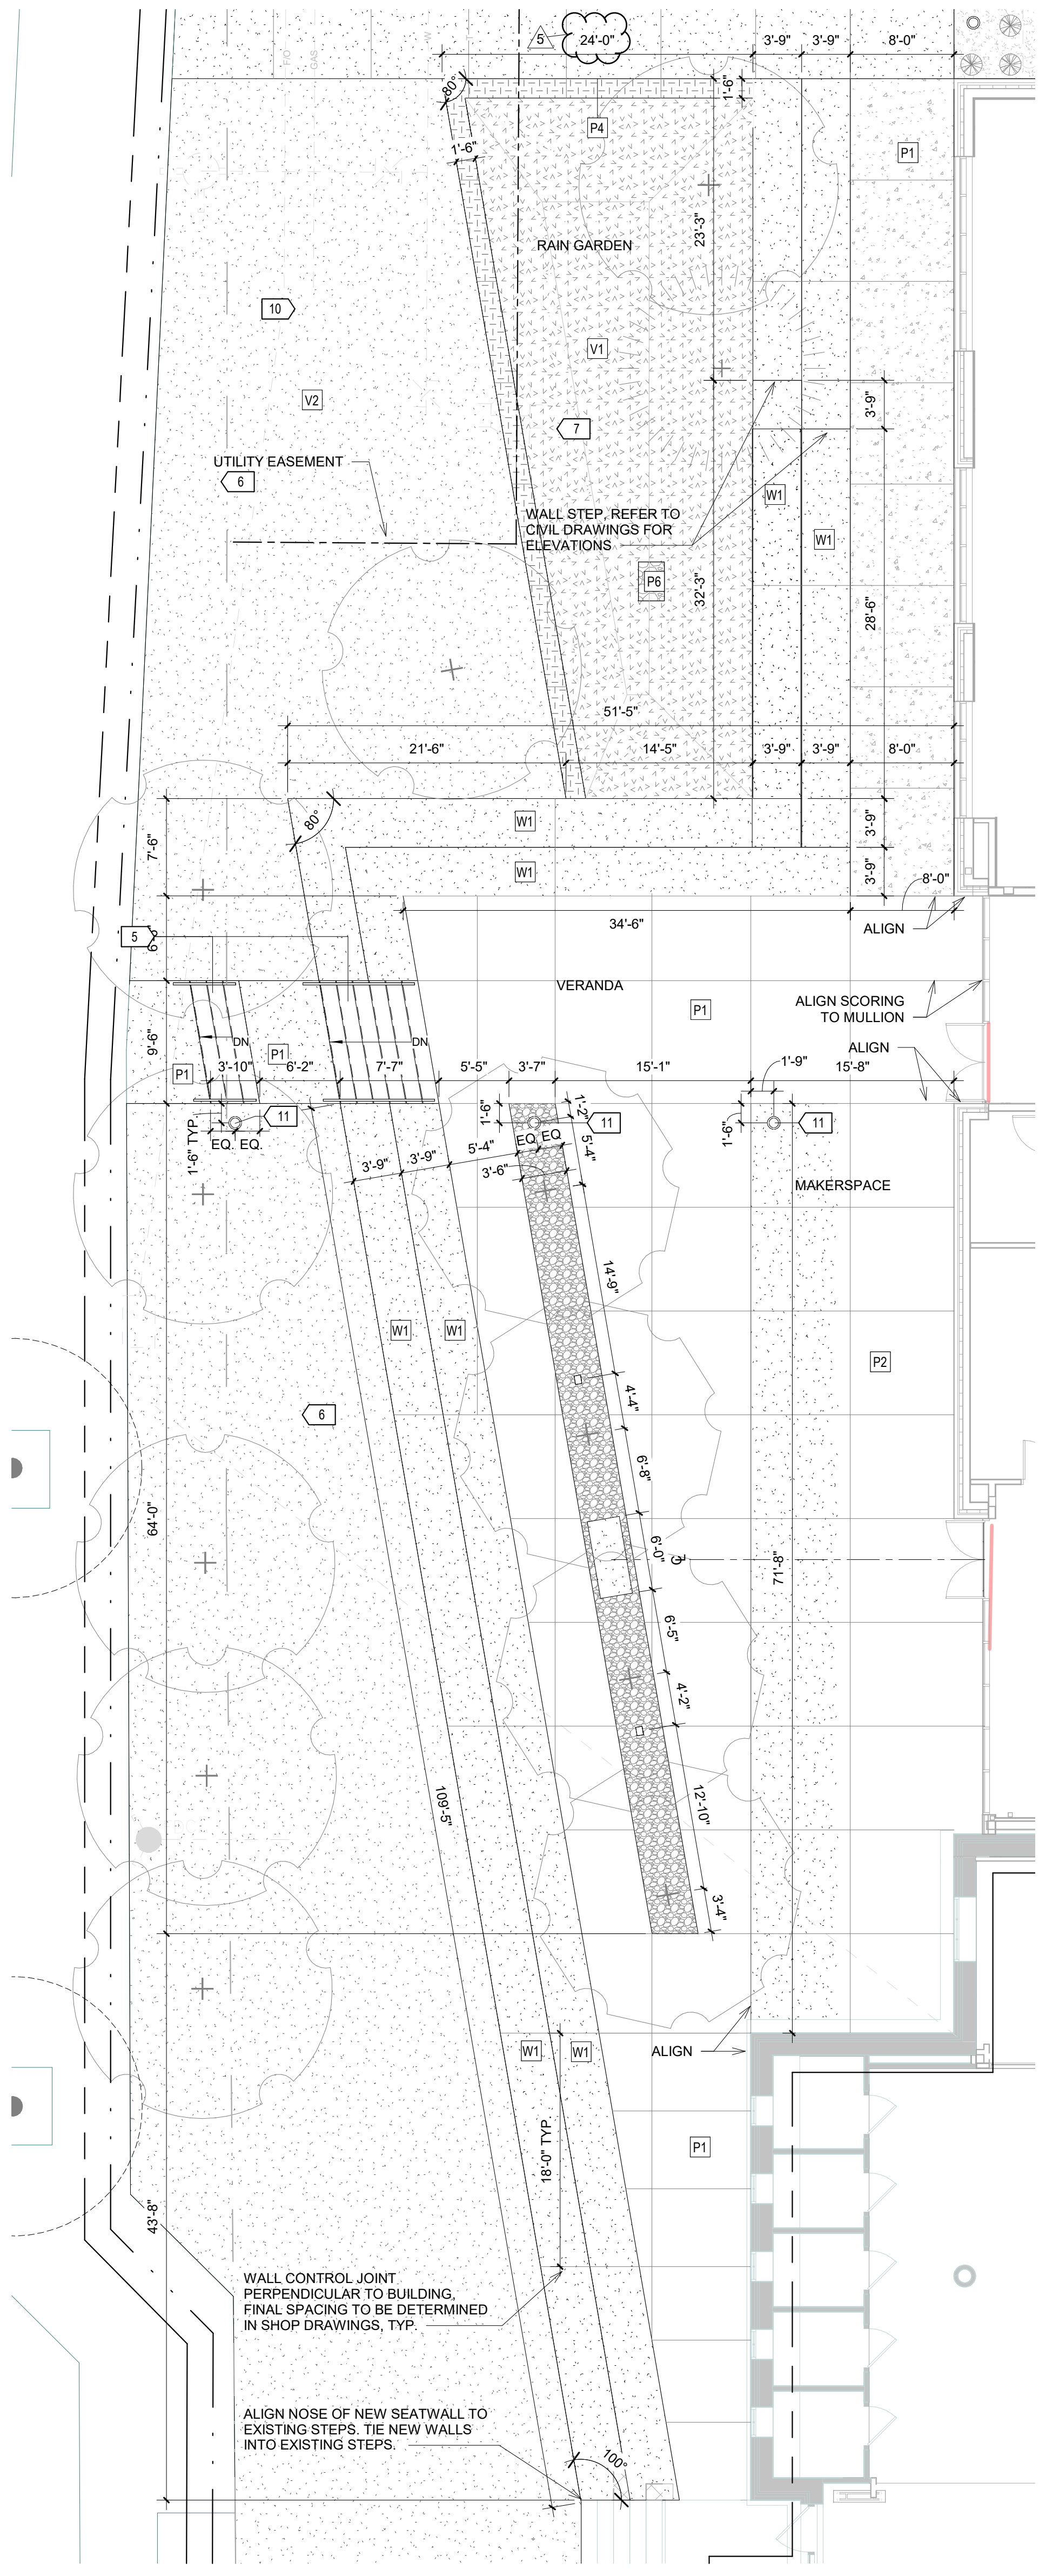 5
24'-0"
3'-9"
3'-9"
8'-0"
80°
1'-6"
P4
1'-6"
P1
RAIN GARDEN
23'-3"
10
V1
V2
3'-9"
7
UTILITY EASEMENT
6
W1
WALL STEP, REFER TO
CIVIL DRAWINGS FOR
ELEVATIONS
W1
P6
32'-3"
28'-6"
51'-5"
21'-6"
14'-5"
3'-9"
3'-9"
8'-0"
80°
W1
3'-9"
7'-6"
W1
3'-9"
8'-0"
34'-6"
ALIGN
5
VERANDA
P1
ALIGN SCORING
TO MULLION
9'-6"
DN
DN
ALIGN
P1
P1
3'-10"
6'-2"
7'-7"
5'-5"
3'-7"
15'-1"
1'-9"
15'-8"
1'-6"
1'-2"
11
11
11
1'-6" TYP.
EQ.
EQ.
3'-9"
3'-9"
5'-4"
EQ
EQ
5'-4"
1'-6"
3'-6"
MAKERSPACE
14'-9"
W1
W1
P2
4'-4"
6
6'-8"
64'-0"
6'-0"
71'-8"
6'-5"
4'-2"
109'-5"
12'-10"
3'-4"
W1
W1
ALIGN
18'-0" TYP.
P1
43'-8"
WALL CONTROL JOINT
PERPENDICULAR TO BUILDING,
FINAL SPACING TO BE DETERMINED
IN SHOP DRAWINGS, TYP.
ALIGN NOSE OF NEW SEATWALL TO
EXISTING STEPS. TIE NEW WALLS
INTO EXISTING STEPS.
100°